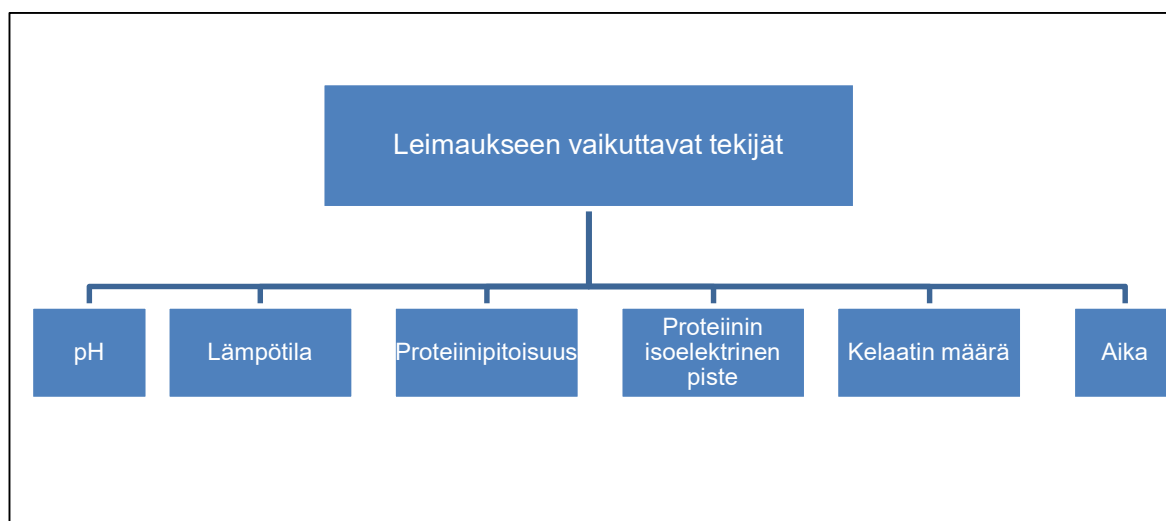 Leimaukseen vaikuttavat tekijät
pH
Lämpötila
Proteiinipitoisuus
Proteiinin
isoelektrinen
piste
Kelaatin määrä
Aika